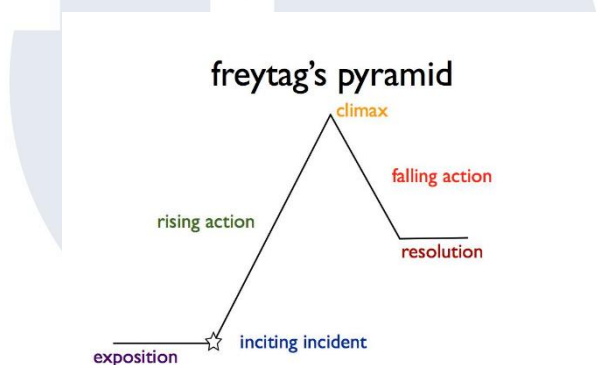 freytag's pyramid
climax
falling action
rising action
resolution
inciting incident
exposition